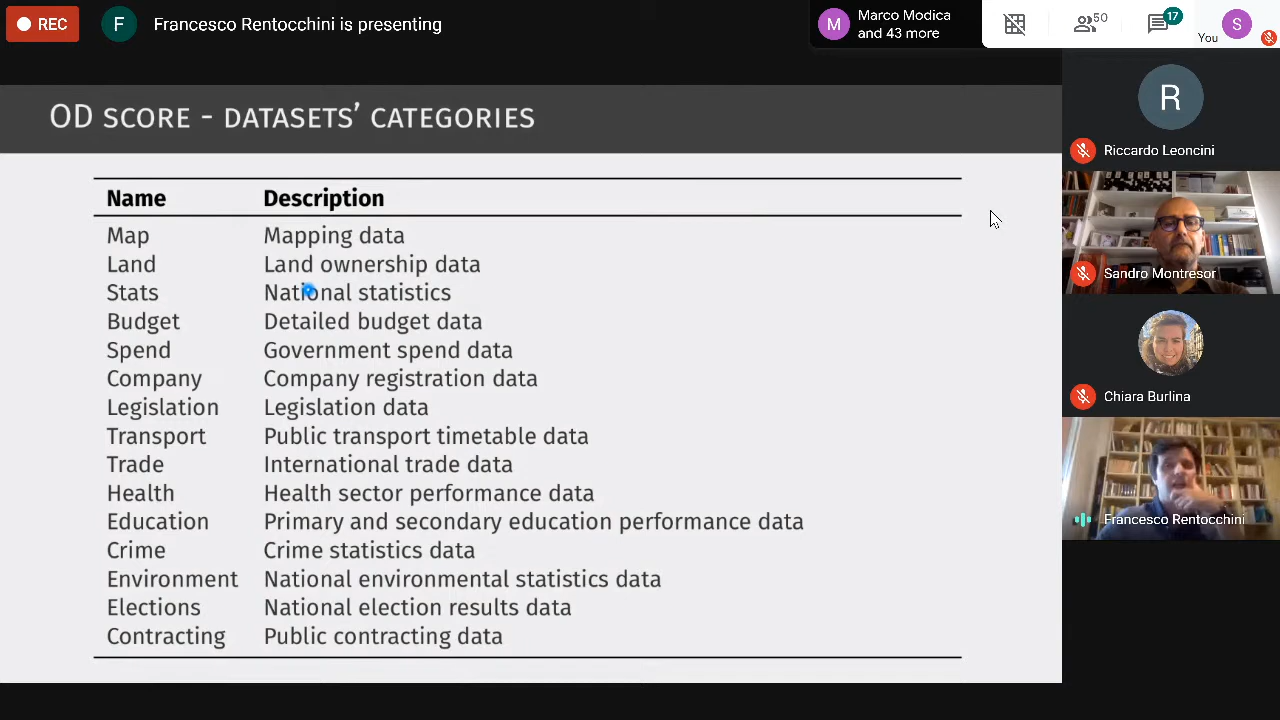 REC
F
Francesco Rentocchini is presenting
M
Marco Modica
and 43 more
50
17
You
S
OD SCORE - DATASETS' CATEGORIES
Name Description
Map Mapping data
Land Land ownership data
Stats National statistics
Budget Detailed budget data
Spend Government spend data
Company Company registration data
Legislation Legislation data
Transport Public transport timetable data
Trade International trade data
Health Health sector performance data
Education Primary and secondary education performance data
Crime Crime statistics data
Environment National environmental statistics data
Elections National election results data
Contracting Public contracting data
R
Riccardo Leoncini
Sandro Montresor
Chiara Burlina
Francesco Rentocchini